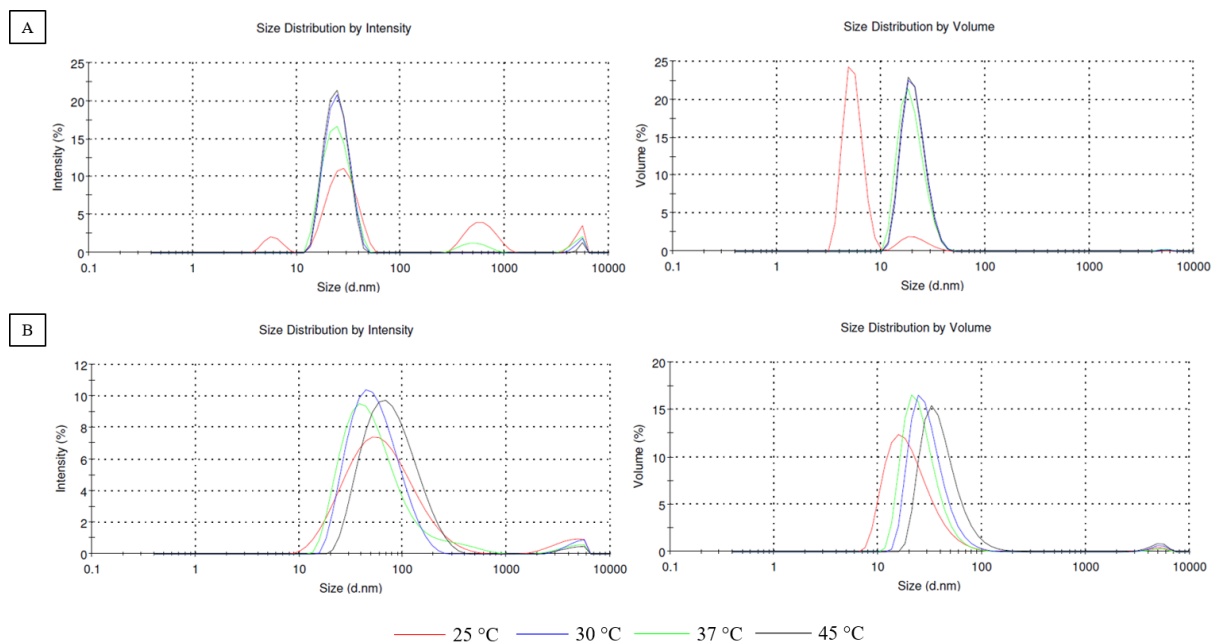 A
Size Distribution by Intensity
Intensity (%)
25
20
15
10
5
0
0.1 1 10 100 1000 10000
Size (d.nm)
Size Distribution by Volume
Volume (%)
25
20
15
10
5
0
0.1 1 10 100 1000 10000
Size (d.nm)
B
Size Distribution by Intensity
Intensity (%)
12
10
8
6
4
2
0
0.1 1 10 100 1000 10000
Size (d.nm)
Size Distribution by Volume
Volume (%)
20
15
10
5
0
0.1 1 10 100 1000 10000
Size (d.nm)
25 °C 30 °C 37 °C 45 °C